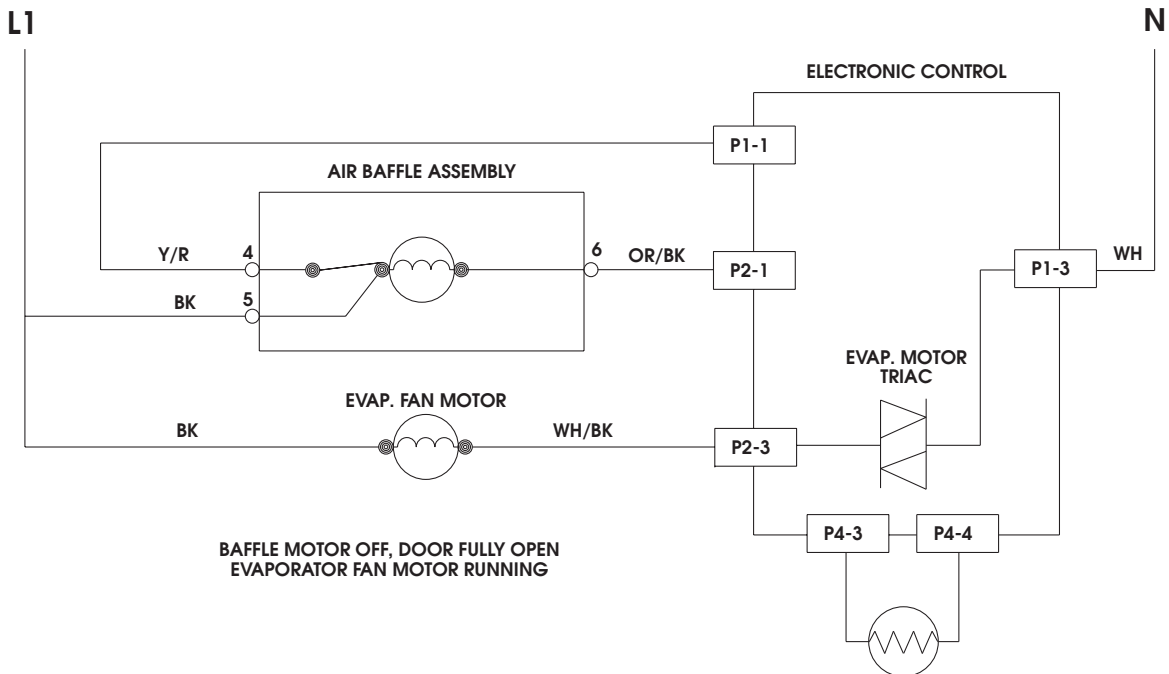 L1
N
ELECTRONIC CONTROL
P1-1
AIR BAFFLE ASSEMBLY
Y/R
4
6
OR/BK
P2-1
P1-3
WH
BK
5
EVAP. MOTOR
TRIAC
EVAP. FAN MOTOR
BK
WH/BK
P2-3
P4-3
P4-4
BAFFLE MOTOR OFF, DOOR FULLY OPEN
EVAPORATOR FAN MOTOR RUNNING